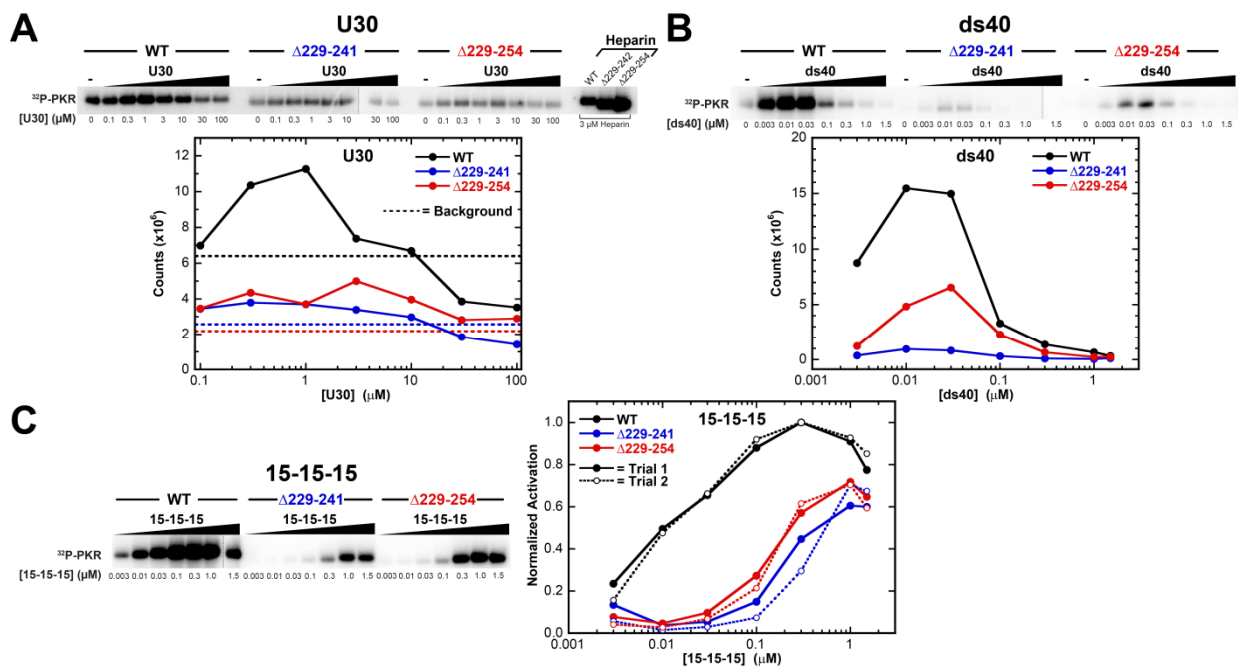 A
U30
WT
Δ229-241
Δ229-254
Heparin
- U30
- U30
- U30
WT
Δ229-242
Δ229-254
³²P-PKR
[U30] (μM)
0 0.1 0.3 1 3 10 30 100
0 0.1 0.3 1 3 10 30 100
0 0.1 0.3 1 3 10 30 100
3 μM Heparin
U30
WT
Δ229-241
Δ229-254
= Background
Counts (x10⁶)
12
10
8
6
4
2
0
0.1 1 10 100
[U30] (μM)
B
ds40
WT
Δ229-241
Δ229-254
- ds40
- ds40
- ds40
³²P-PKR
[ds40] (μM)
0 0.003 0.01 0.03 0.1 0.3 1.0 1.5
0 0.003 0.01 0.03 0.1 0.3 1.0 1.5
0 0.003 0.01 0.03 0.1 0.3 1.0 1.5
ds40
WT
Δ229-241
Δ229-254
Counts (x10⁶)
20
15
10
5
0
0.001 0.01 0.1 1
[ds40] (μM)
C
15-15-15
WT
Δ229-241
Δ229-254
15-15-15
15-15-15
15-15-15
³²P-PKR
[15-15-15] (μM)
0.003 0.01 0.03 0.1 0.3 1.0 1.5
0.003 0.01 0.03 0.1 0.3 1.0 1.5
0.003 0.01 0.03 0.1 0.3 1.0 1.5
15-15-15
WT
Δ229-241
Δ229-254
= Trial 1
= Trial 2
Normalized Activation
1.0
0.8
0.6
0.4
0.2
0.0
0.001 0.01 0.1 1
[15-15-15] (μM)